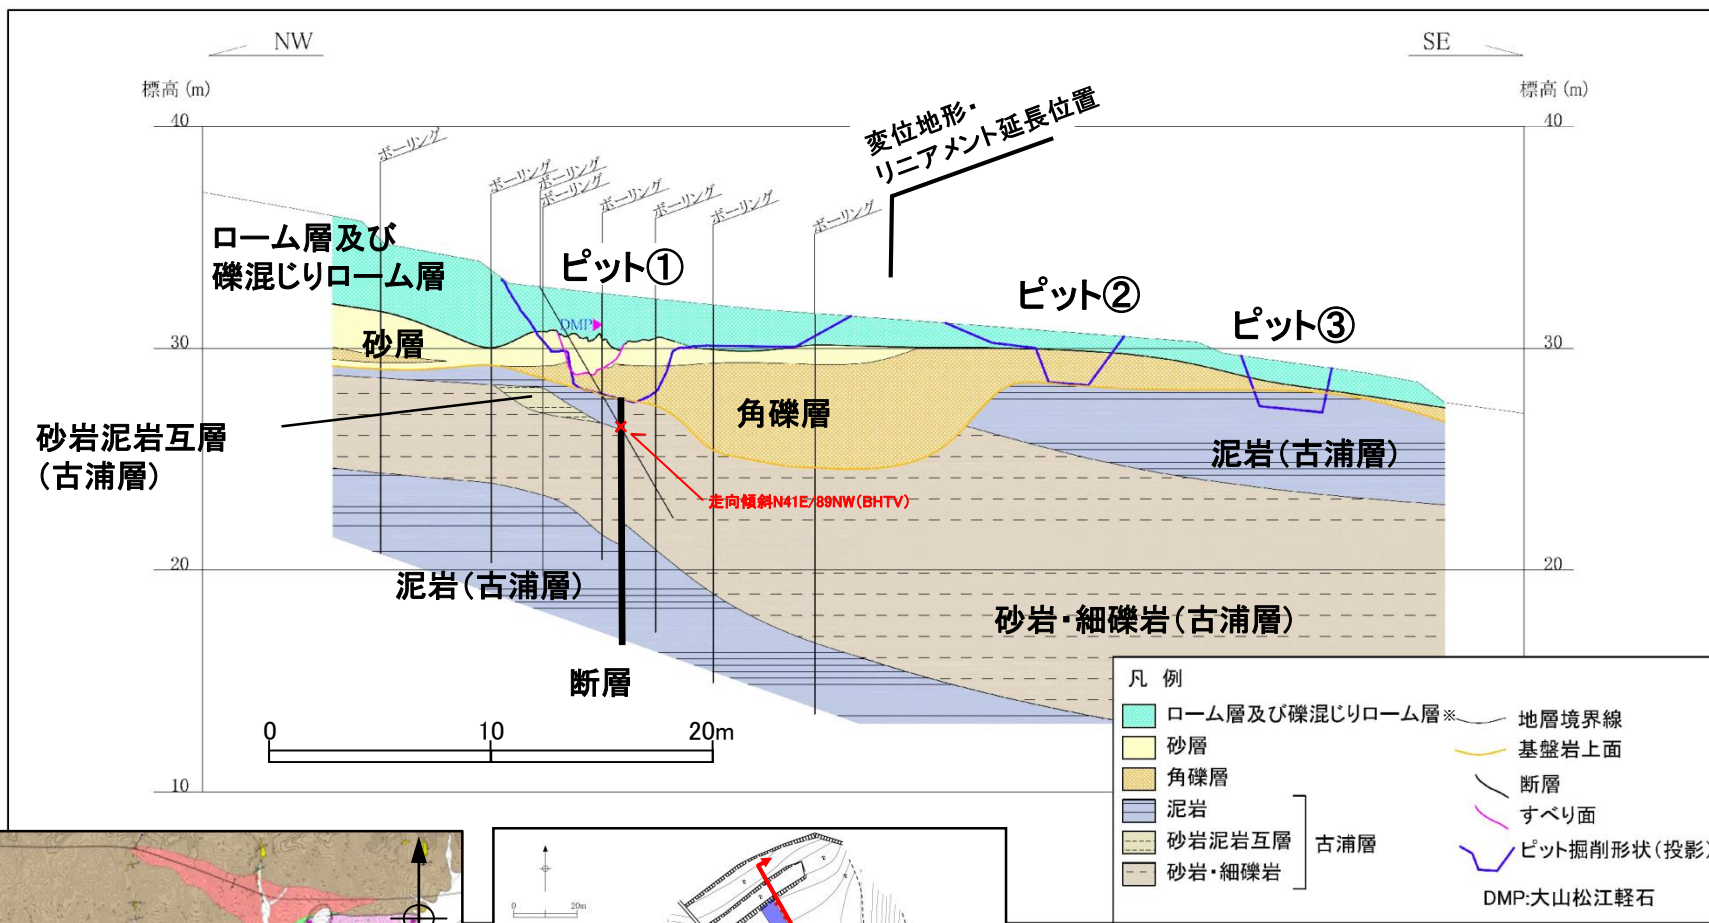 NW
SE
標高(m)
標高(m)
40
40
変位地形・
リニアメント延長位置
ボーリング
ボーリング
ボーリング
ボーリング
ボーリング
ボーリング
ボーリング
ボーリング
ローム層及び
礫混じりローム層
ピット①
ピット②
ピット③
DMP
砂層
30
30
角礫層
砂岩泥岩互層
(古浦層)
泥岩(古浦層)
走向傾斜N41E/89NW(BHTV)
20
20
泥岩(古浦層)
砂岩・細礫岩(古浦層)
断層
0 10 20m
10
凡 例
ローム層及び礫混じりローム層※
砂層
角礫層
泥岩
砂岩泥岩互層
砂岩・細礫岩
古浦層
地層境界線
基盤岩上面
断層
すべり面
ピット掘削形状(投影)
DMP:大山松江軽石
0 20m